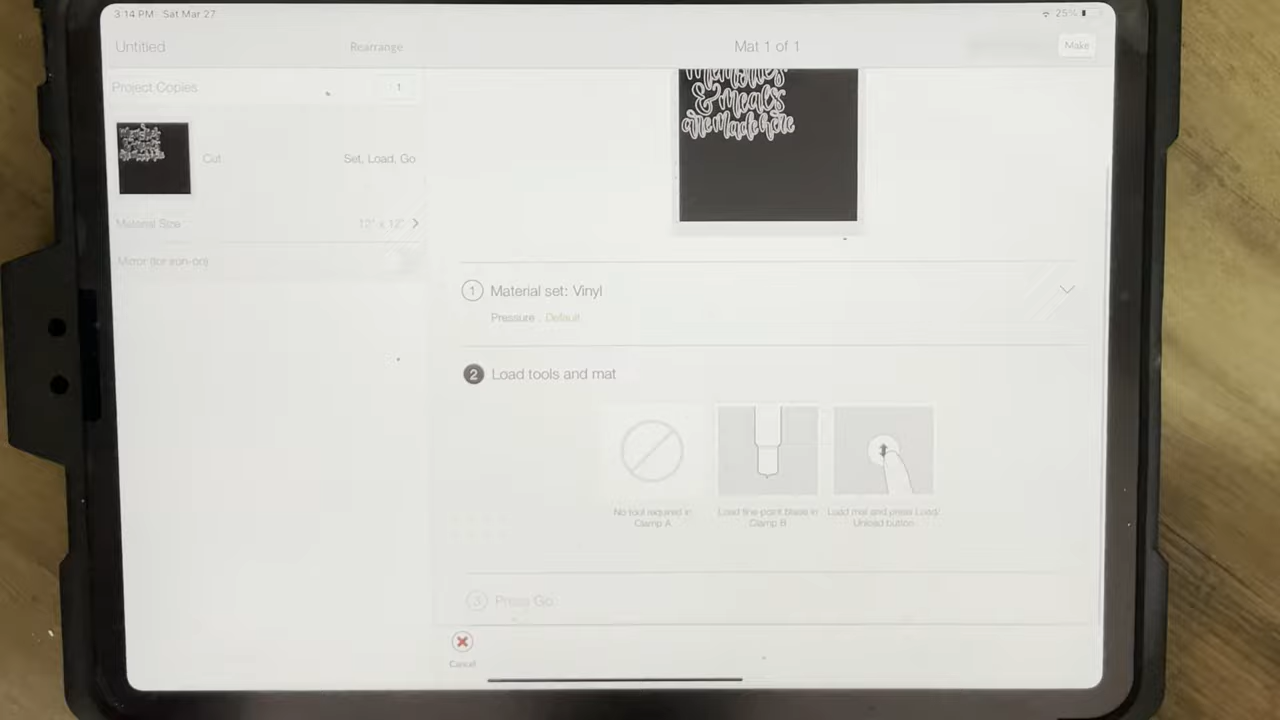 3:14 PM Sat Mar 27
25%
Untitled
Rearrange
Mat 1 of 1
Make
Project Copies
1
Memories
& Meals
are made here
Cut
Set, Load, Go
Material Size
12" x 12"
Mirror (for iron-on)
1 Material set: Vinyl
Pressure : Default
2 Load tools and mat
No tool required in
Clamp A
Load fine-point blade in
Clamp B
Load mat and press Load/
Unload button
3 Press Go
Cancel